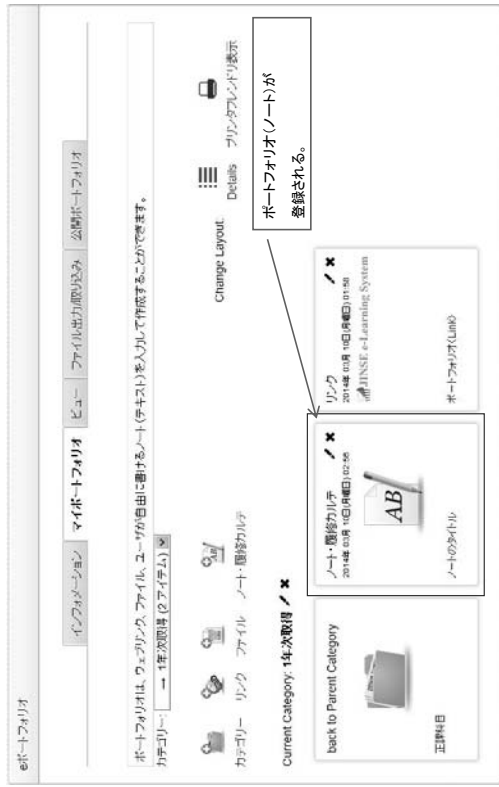 eポートフォリオ
インフォメーション
マイポートフォリオ
ビュー
ファイル出力/取り込み
公開ポートフォリオ
ポートフォリオは、ウェブリンク、ファイル、ユーザが自由に書けるノート(テキスト)を入力して作成することができます。
カテゴリー: → 1年次取得 (2 アイテム)
カテゴリー
リンク
ファイル
AB
ノート・履修カルテ
Change Layout:
Details
プリンタフレンドリ表示
Current Category: 1年次取得
ポートフォリオ(ノート)が
登録される。
back to Parent Category
正課科目
ノート・履修カルテ
2014年 03月 10日(月曜日) 02:58
AB
ノートのタイトル
リンク
2014年 03月 10日(月曜日) 01:58
JINSE e-Learning System
ポートフォリオ(Link)